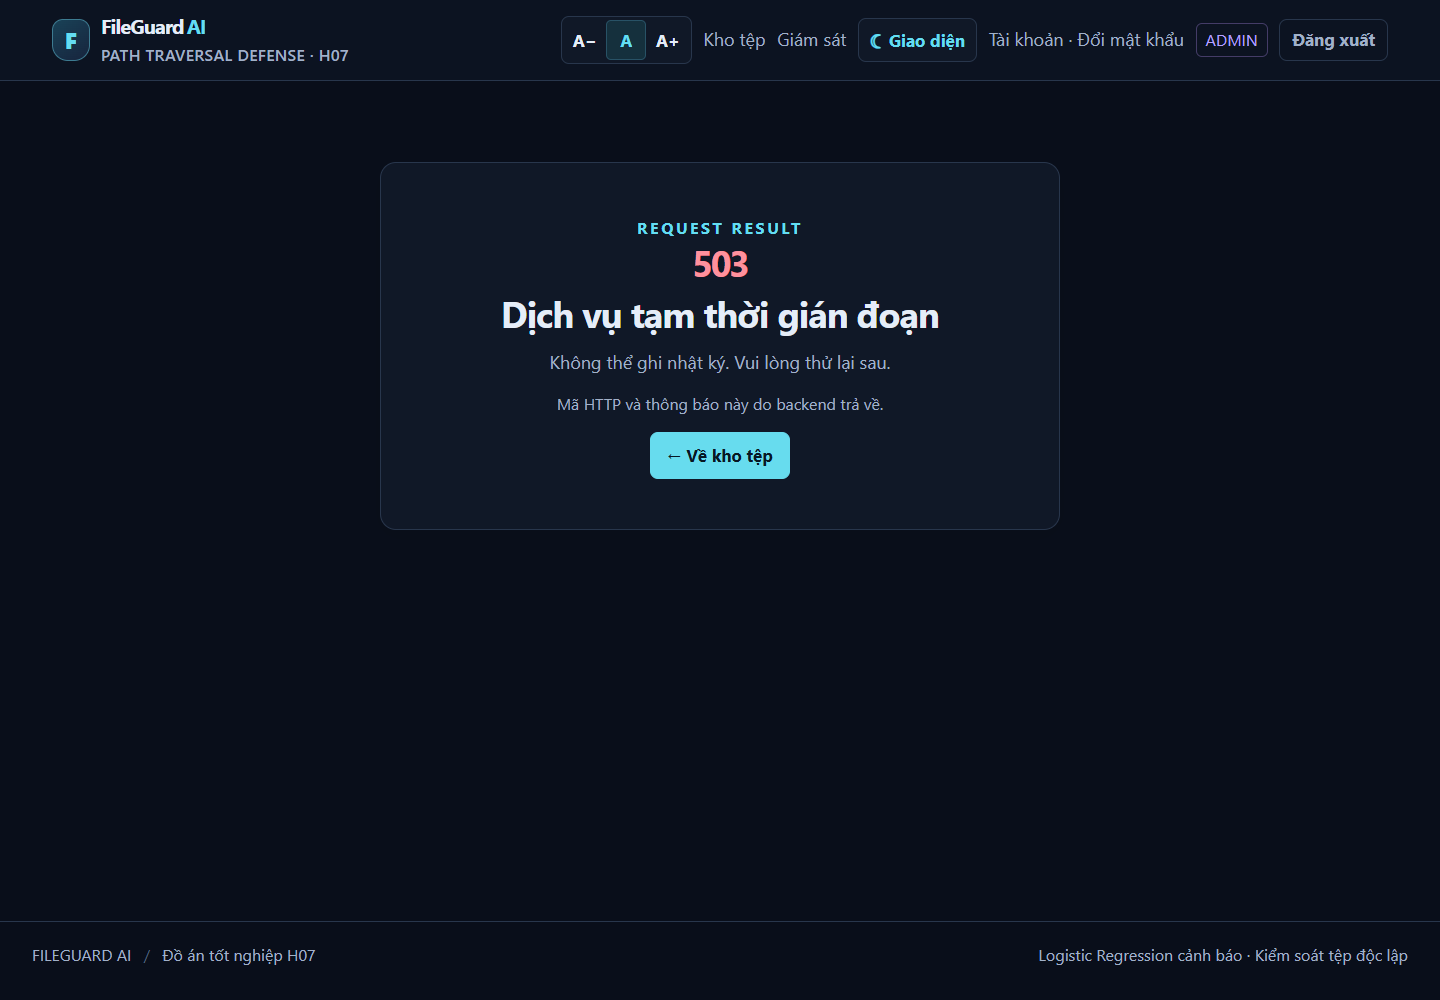 F
FileGuard AI
PATH TRAVERSAL DEFENSE · H07
A− A A+ Kho tệp Giám sát ☾ Giao diện Tài khoản · Đổi mật khẩu ADMIN Đăng xuất
REQUEST RESULT
503
Dịch vụ tạm thời gián đoạn
Không thể ghi nhật ký. Vui lòng thử lại sau.
Mã HTTP và thông báo này do backend trả về.
← Về kho tệp
FILEGUARD AI / Đồ án tốt nghiệp H07
Logistic Regression cảnh báo · Kiểm soát tệp độc lập